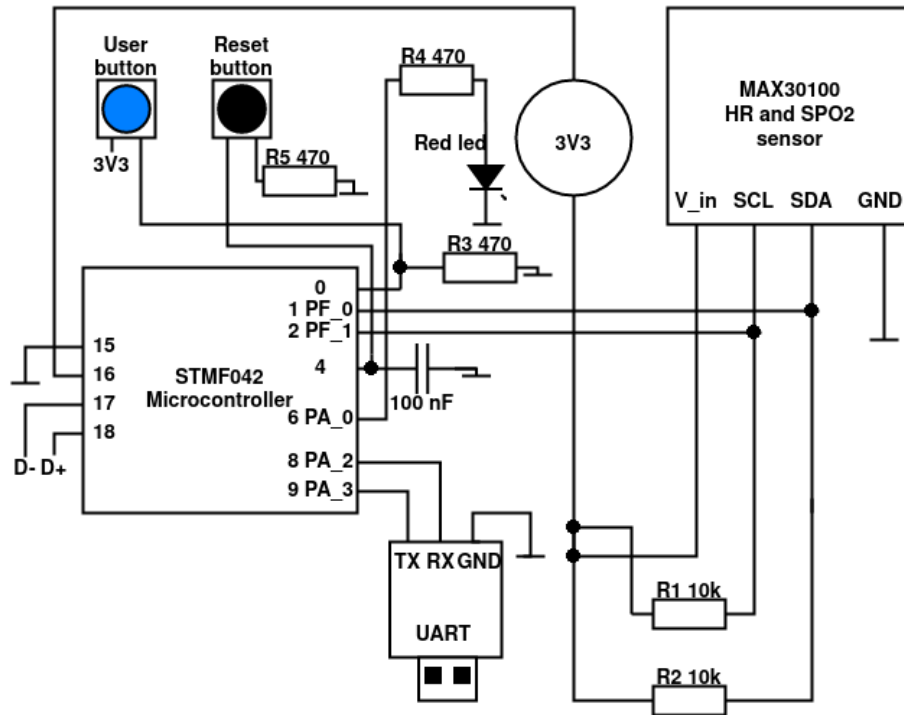 User
button
Reset
button
R4 470
3V3
MAX30100
HR and SPO2
sensor
3V3
R5 470
Red led
V_in SCL SDA GND
R3 470
0
1 PF_0
2 PF_1
15
16
4
STMF042
Microcontroller
17
18
100 nF
6 PA_0
D- D+
8 PA_2
9 PA_3
TX RX GND
R1 10k
UART
R2 10k